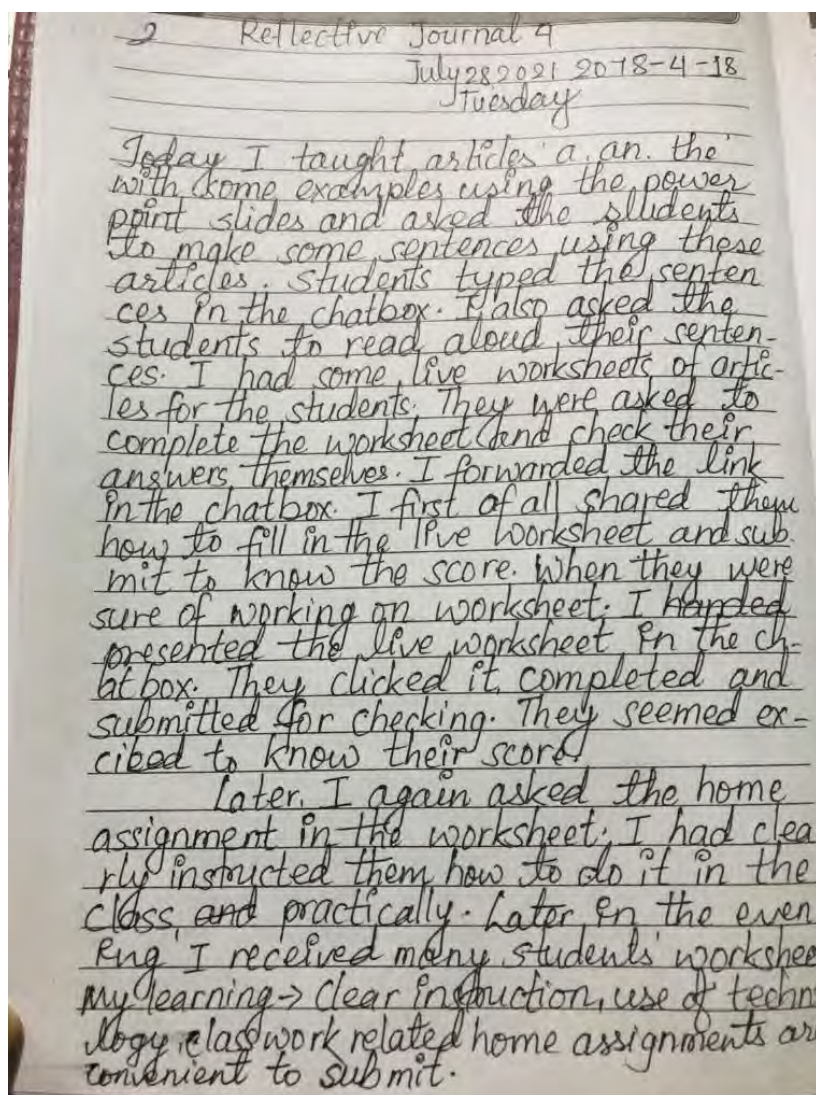 2 Reflective Journal 4
July 28 2021 2078-4-18
Tuesday
Today I taught articles 'a, an, the'
with some examples using the power
point slides and asked the students
to make some sentences using these
articles. Students typed the senten
ces in the chatbox. I also asked the
students to read aloud their senten-
ces. I had some live worksheets of artic-
les for the students. They were asked to
complete the worksheet and check their
answers themselves. I forwarded the link
in the chatbox. I first of all shared them
how to fill in the live worksheet and sub-
mit to know the score. When they were
sure of working on worksheet, I handed
presented the live worksheet in the ch-
at box. They clicked it, completed and
submitted for checking. They seemed ex-
cited to know their score.
Later, I again asked the home
assignment in the worksheet. I had clea
rly instructed them how to do it in the
class and practically. Later in the even
ing I received many students' workshee
My learning → Clear instruction, use of techn
logy, classwork related home assignments are
convenient to submit.